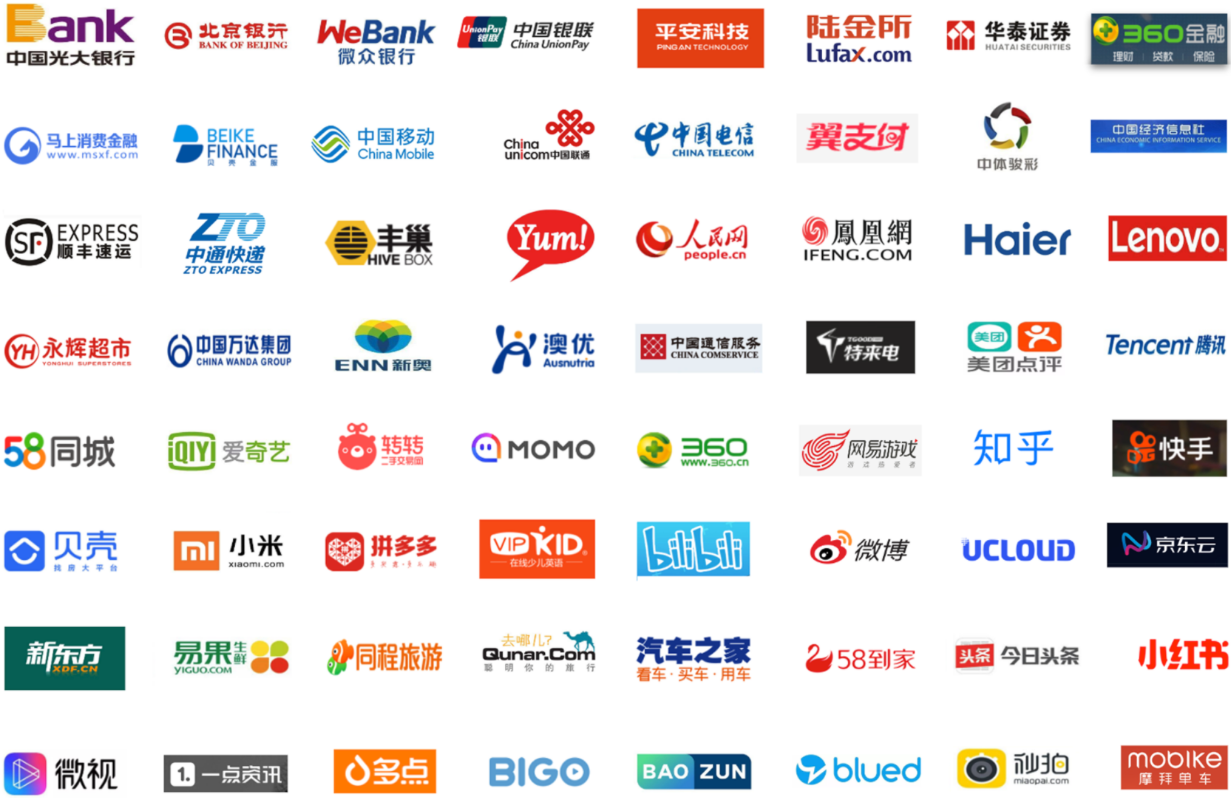 Bank
中国光大银行
北京银行
BANK OF BEIJING
WeBank
微众银行
UnionPay
银联
中国银联
China UnionPay
平安科技
PING AN TECHNOLOGY
陆金所
Lufax.com
华泰证券
HUATAI SECURITIES
360金融
理财 | 贷款 | 保险
马上消费金融
www.msxf.com
BEIKE
FINANCE
贝壳金服
中国移动
China Mobile
China
unicom中国联通
中国电信
CHINA TELECOM
翼支付
中体骏彩
中国经济信息社
CHINA ECONOMIC INFORMATION SERVICE
SF
EXPRESS
顺丰速运
ZTO
中通快递
ZTO EXPRESS
丰巢
HIVE BOX
Yum!
人民网
people.cn
鳳凰網
IFENG.COM
Haier
Lenovo
YH
永辉超市
YONGHUI SUPERSTORES
中国万达集团
CHINA WANDA GROUP
ENN 新奥
澳优
Ausnutria
中国通信服务
CHINA COMSERVICE
TGOOD
特来电
美团
美团点评
Tencent 腾讯
58同城
iQIYI 爱奇艺
转转
二手交易网
MOMO
360
www.360.cn
网易游戏
知乎
快手
贝壳
找房大平台
mi
小米
xiaomi.com
拼多多
VIPKID
在线少儿英语
bilibili
微博
UCLOUD
京东云
新东方
XDF.CN
易果生鲜
YIGUO.COM
同程旅游
去哪儿?
Qunar.Com
聪明你的旅行
汽车之家
看车·买车·用车
58到家
头条
今日头条
小红书
微视
1.
一点资讯
多点
BIGO
BAO ZUN
blued
秒拍
miaopai.com
mobike
摩拜单车